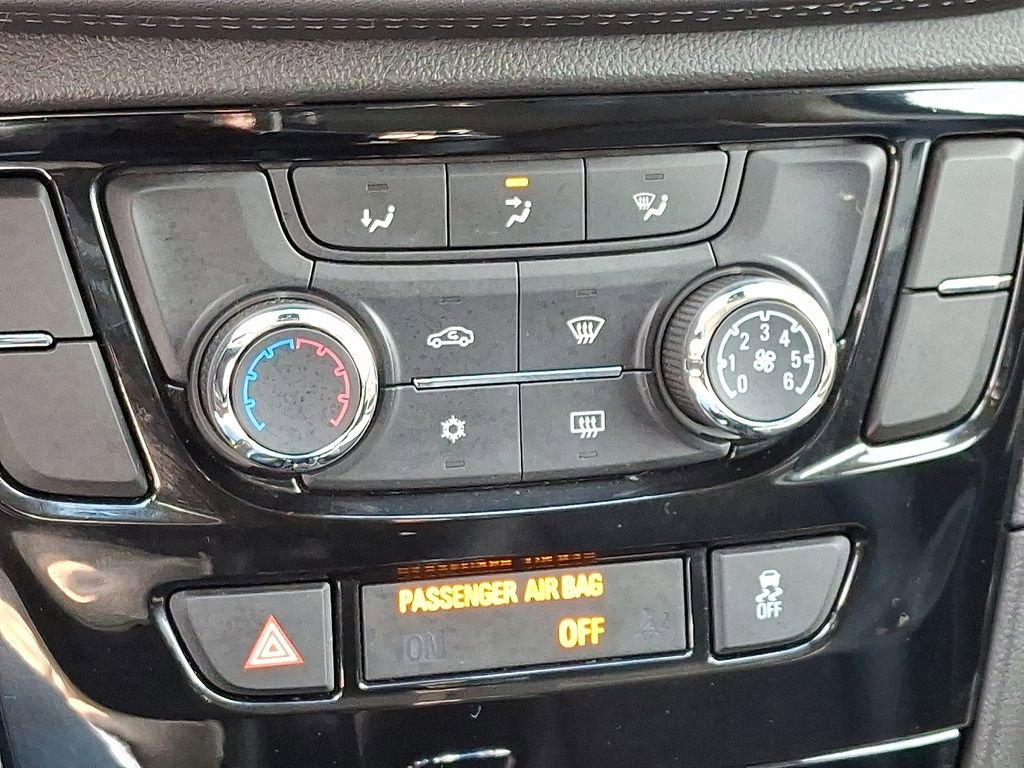 0 1 2 3 4 5 6
PASSENGER AIR BAG
ON OFF
OFF